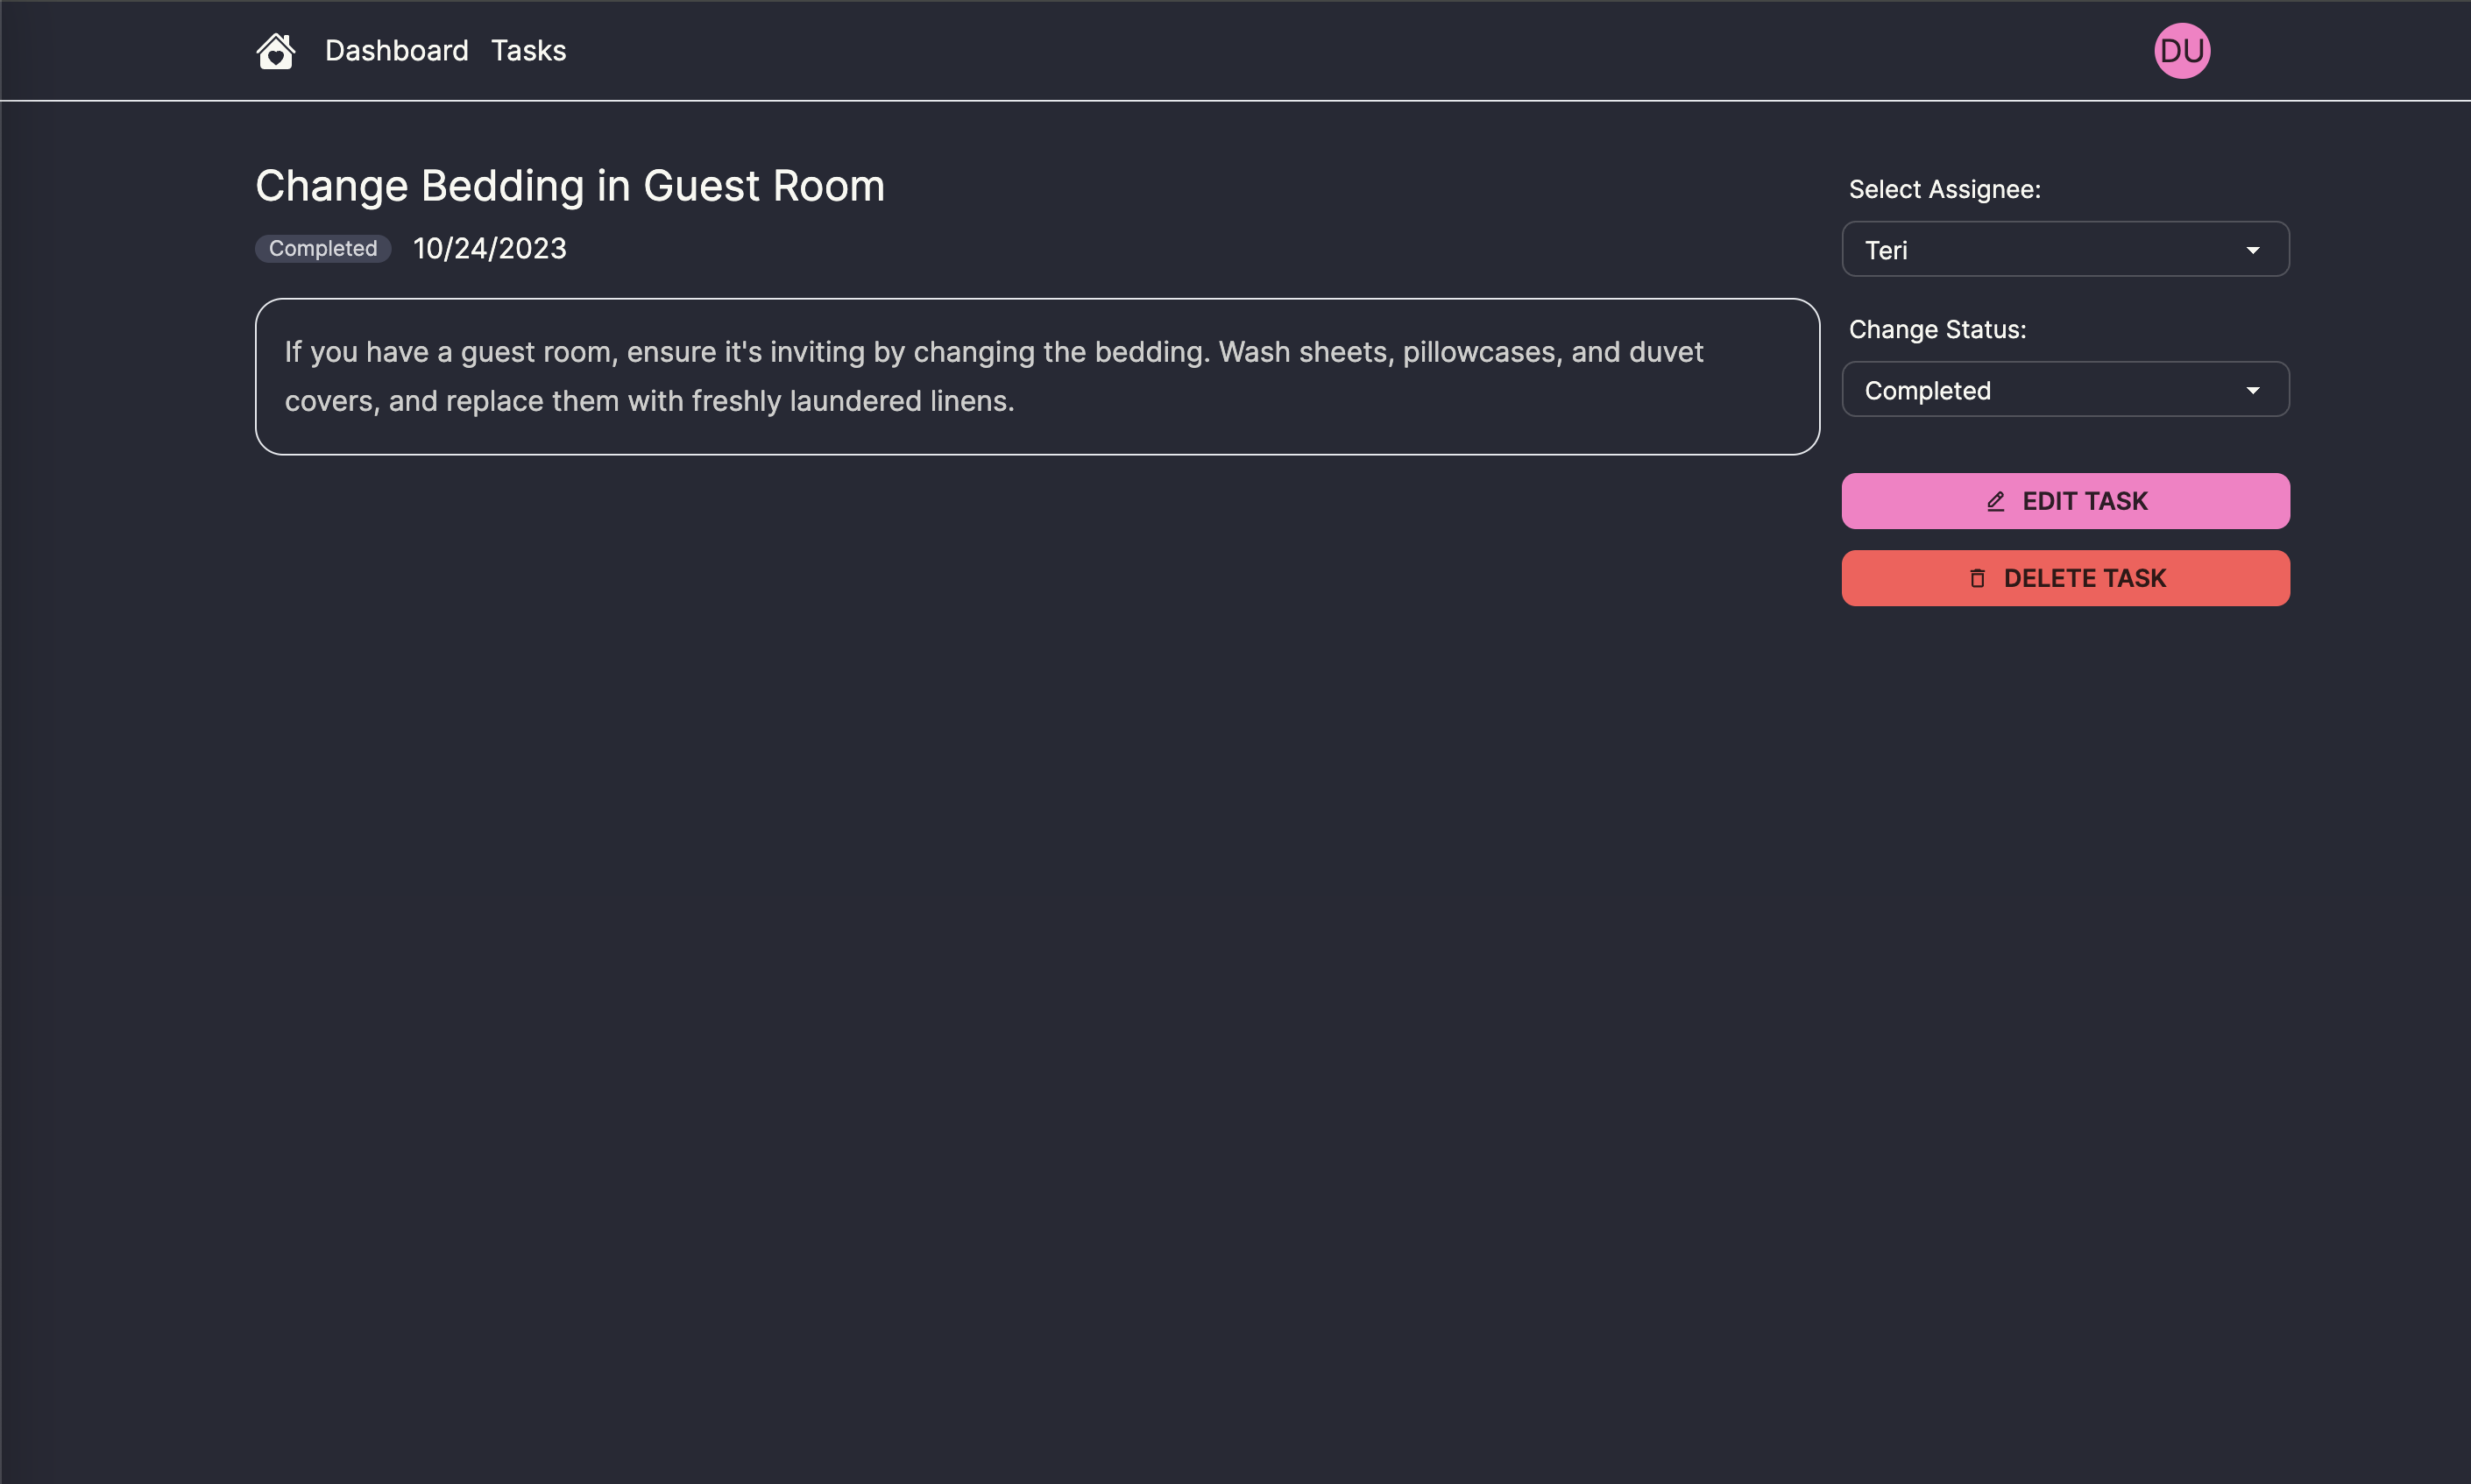 Dashboard Tasks
DU
Change Bedding in Guest Room
Completed 10/24/2023
If you have a guest room, ensure it's inviting by changing the bedding. Wash sheets, pillowcases, and duvet
covers, and replace them with freshly laundered linens.
Select Assignee:
Teri
Change Status:
Completed
EDIT TASK
DELETE TASK